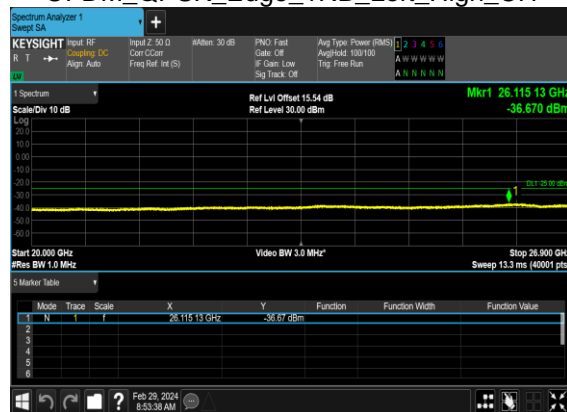 Spectrum Analyzer 1
Swept SA
KEYSIGHT
R T
Input: RF
Coupling: DC
Align: Auto
Input Z: 50 Ω
Corr CCorr
Freq Ref: Int (S)
#Atten: 30 dB
PNO: Fast
Gate: Off
IF Gain: Low
Sig Track: Off
Avg Type: Power (RMS)
Avg|Hold: 100/100
Trig: Free Run
1 2 3 4 5 6
A W W W W W
A N N N N N
LW
1 Spectrum
Scale/Div 10 dB
Ref Lvl Offset 15.54 dB
Ref Level 30.00 dBm
Mkr1 26.115 13 GHz
-36.670 dBm
Log
20.0
10.0
0.00
-10.0
-20.0
-30.0
-40.0
-50.0
-60.0
DL1 -25.00 dBm
1
Start 20.000 GHz
#Res BW 1.0 MHz
Video BW 3.0 MHz*
Stop 26.900 GHz
Sweep 13.3 ms (40001 pts)
5 Marker Table
Mode Trace Scale X Y Function Function Width Function Value
1 N 1 f 26.115 13 GHz -36.67 dBm
2
3
4
5
6
?
Feb 29, 2024
8:53:38 AM